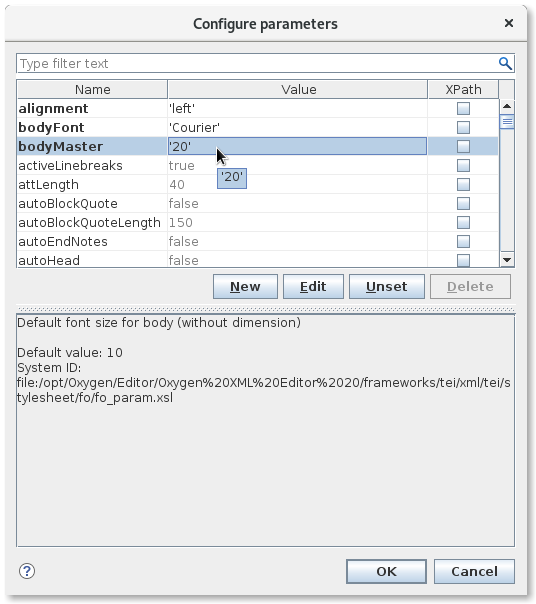 Configure parameters ×
Type filter text
Name Value XPath
alignment 'left'
bodyFont 'Courier'
bodyMaster '20'
activeLinebreaks true
attLength 40
'20'
autoBlockQuote false
autoBlockQuoteLength 150
autoEndNotes false
autoHead false
New Edit Unset Delete
Default font size for body (without dimension)
Default value: 10
System ID:
file:/opt/Oxygen/Editor/Oxygen%20XML%20Editor%2020/frameworks/tei/xml/tei/s
tylesheet/fo/fo_param.xsl
? OK Cancel